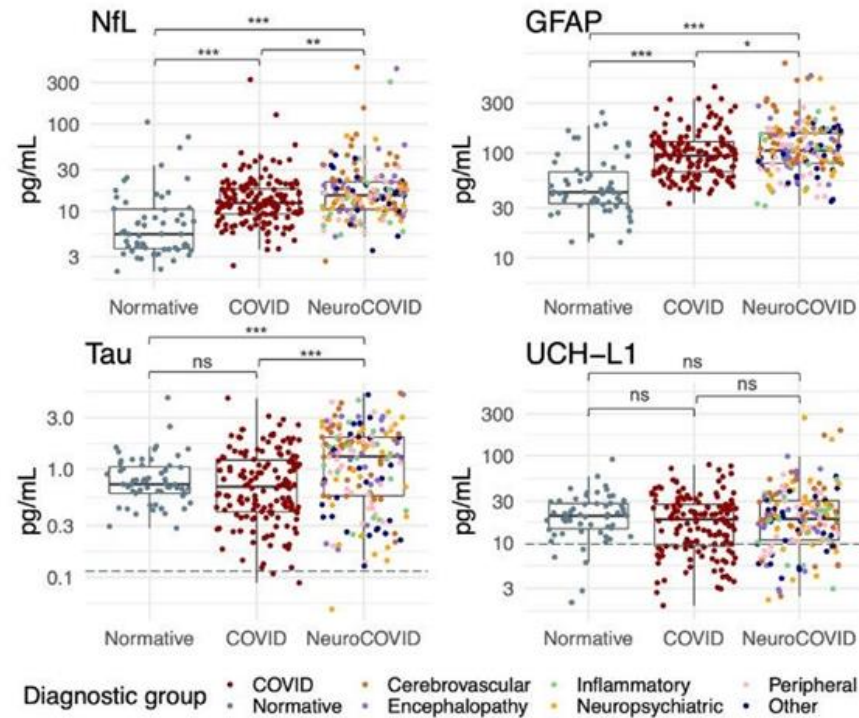 NfL
GFAP
***
***
***
**
***
*
300
100
30
10
3
pg/mL
300
100
30
10
pg/mL
Normative COVID NeuroCOVID
Normative COVID NeuroCOVID
Tau
UCH-L1
***
ns
ns
***
ns
ns
3.0
1.0
0.3
0.1
pg/mL
300
100
30
10
3
pg/mL
Normative COVID NeuroCOVID
Normative COVID NeuroCOVID
Diagnostic group
COVID Cerebrovascular Inflammatory Peripheral
Normative Encephalopathy Neuropsychiatric Other